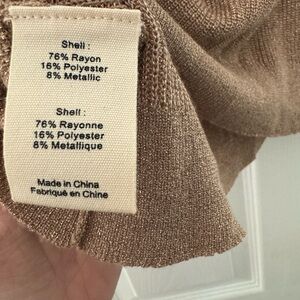 Shell :
76% Rayon
16% Polyester
8% Metallic
Shell :
76% Rayonne
16% Polyester
8% Metallique
Made in China
Fabriqué en Chine